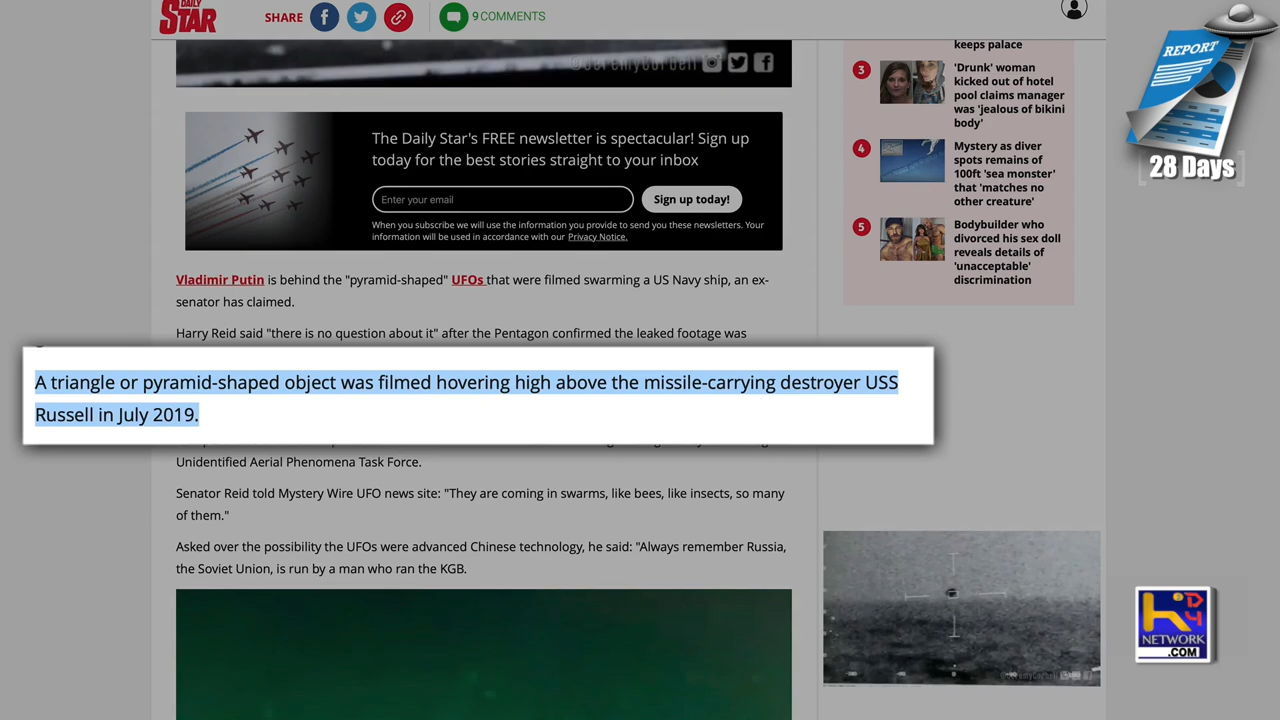 DAILY
STAR
SHARE
9 COMMENTS
@JeremyCorbell
The Daily Star's FREE newsletter is spectacular! Sign up
today for the best stories straight to your inbox
Enter your email
Sign up today!
When you subscribe we will use the information you provide to send you these newsletters. Your
information will be used in accordance with our Privacy Notice.
Vladimir Putin is behind the "pyramid-shaped" UFOs that were filmed swarming a US Navy ship, an ex-
senator has claimed.
Harry Reid said "there is no question about it" after the Pentagon confirmed the leaked footage was
A triangle or pyramid-shaped object was filmed hovering high above the missile-carrying destroyer USS
Russell in July 2019.
Unidentified Aerial Phenomena Task Force.
Senator Reid told Mystery Wire UFO news site: "They are coming in swarms, like bees, like insects, so many
of them."
Asked over the possibility the UFOs were advanced Chinese technology, he said: "Always remember Russia,
the Soviet Union, is run by a man who ran the KGB.
keeps palace
3
'Drunk' woman
kicked out of hotel
pool claims manager
was 'jealous of bikini
body'
4
Mystery as diver
spots remains of
100ft 'sea monster'
that 'matches no
other creature'
5
Bodybuilder who
divorced his sex doll
reveals details of
'unacceptable'
discrimination
@JeremyCorbell
REPORT
28 Days
K2D4
NETWORK
.COM